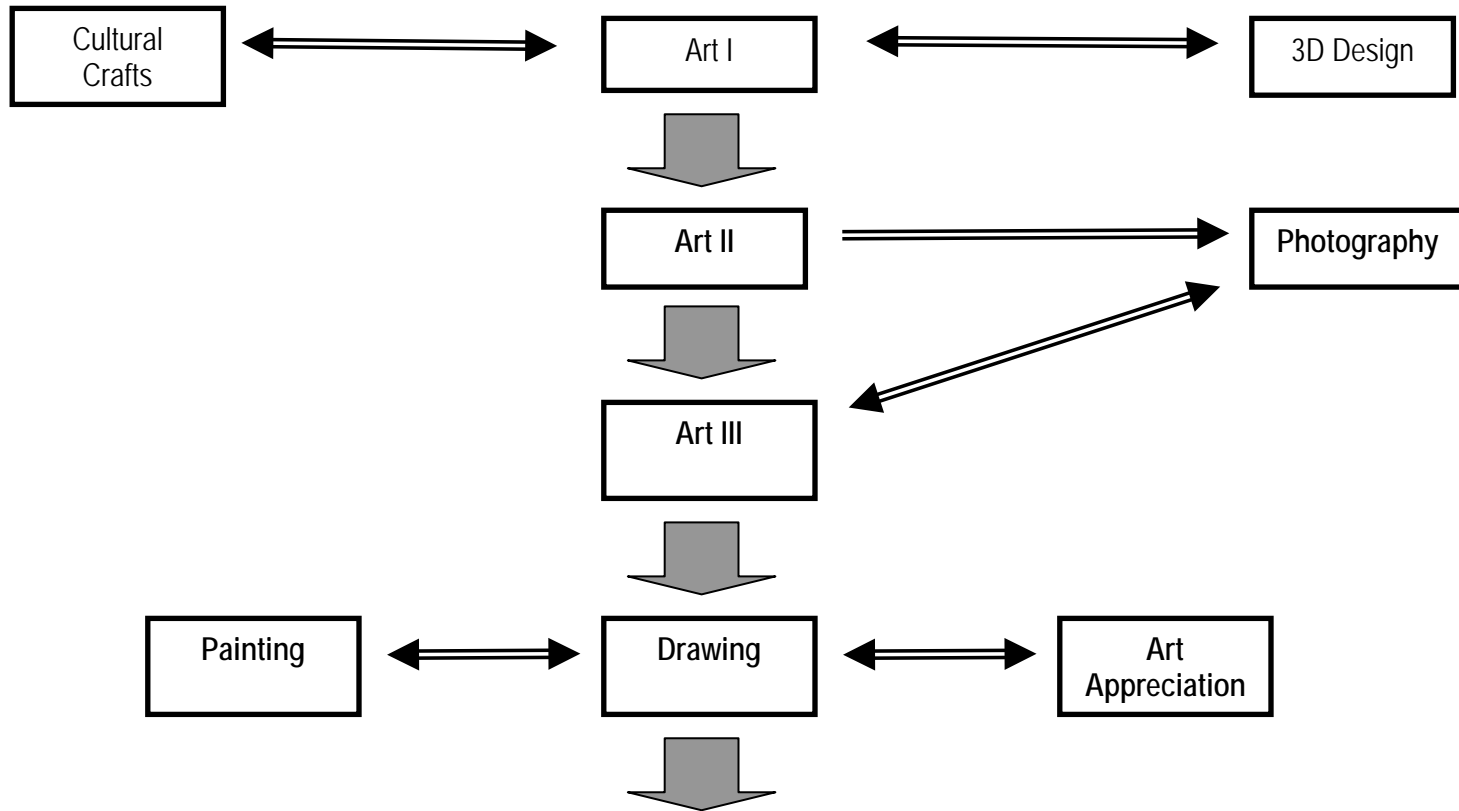 Cultural
Crafts
Art I
3D Design
Art II
Photography
Art III
Painting
Drawing
Art
Appreciation